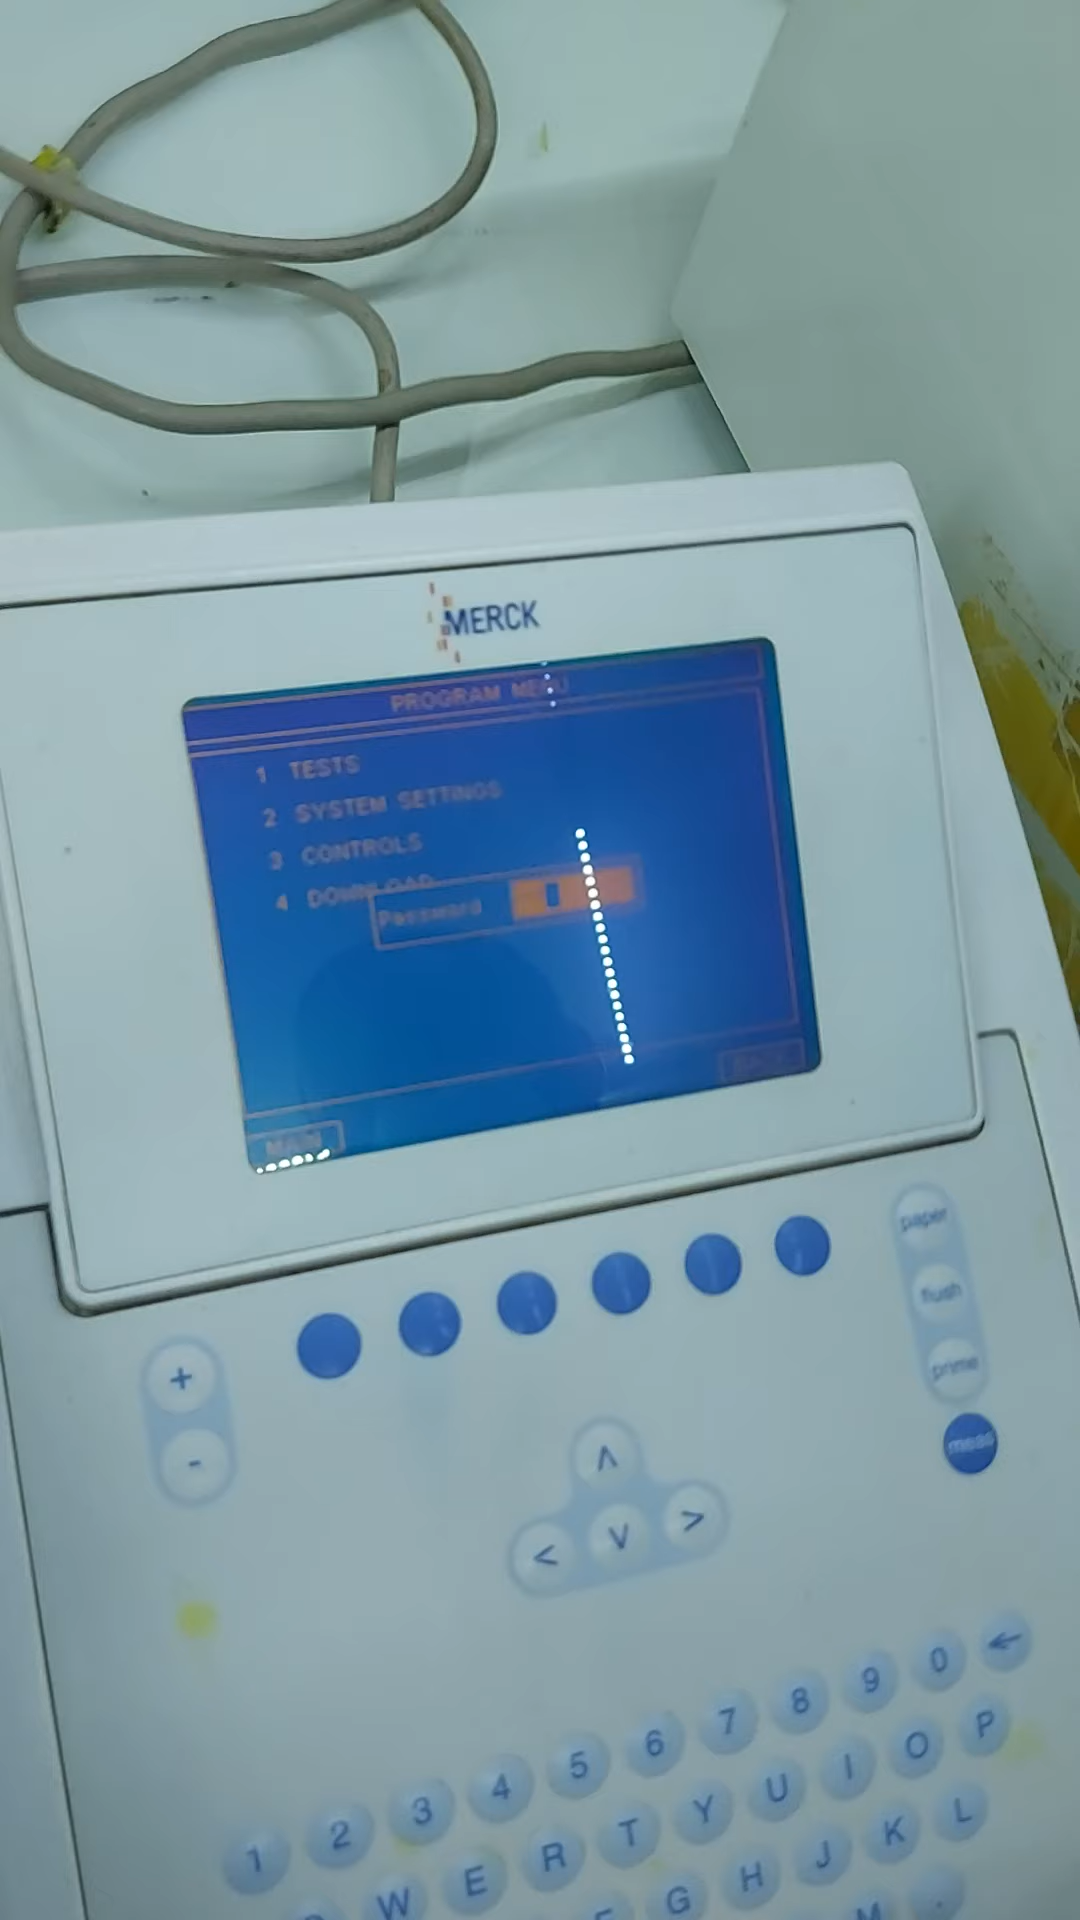 MERCK
PROGRAM MENU
1 TESTS
2 SYSTEM SETTINGS
3 CONTROLS
4 DOWNLOAD
Password
MAIN
paper
flush
prime
meas
+
-
^
< v >
1 2 3 4 5 6 7 8 9 0 ←
W E R T Y U I O P
G H J K L
M .